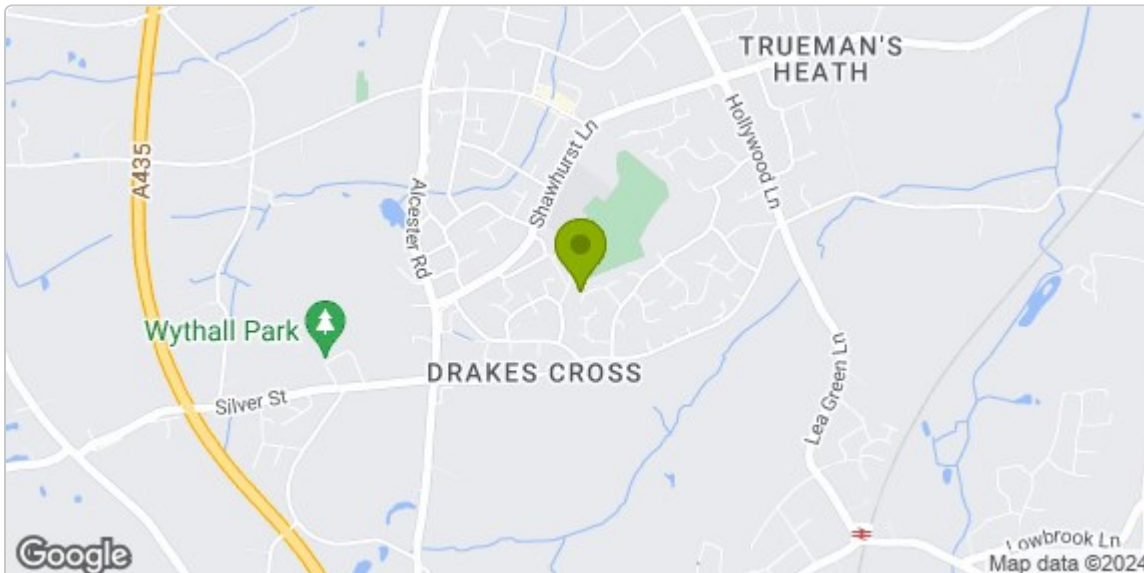 TRUEMAN'S
HEATH
A435
Alcester Rd
Shawhurst Ln
Hollywood Ln
Wythall Park
DRAKES CROSS
Silver St
Lea Green Ln
Lowbrook Ln
Google
Map data ©2024